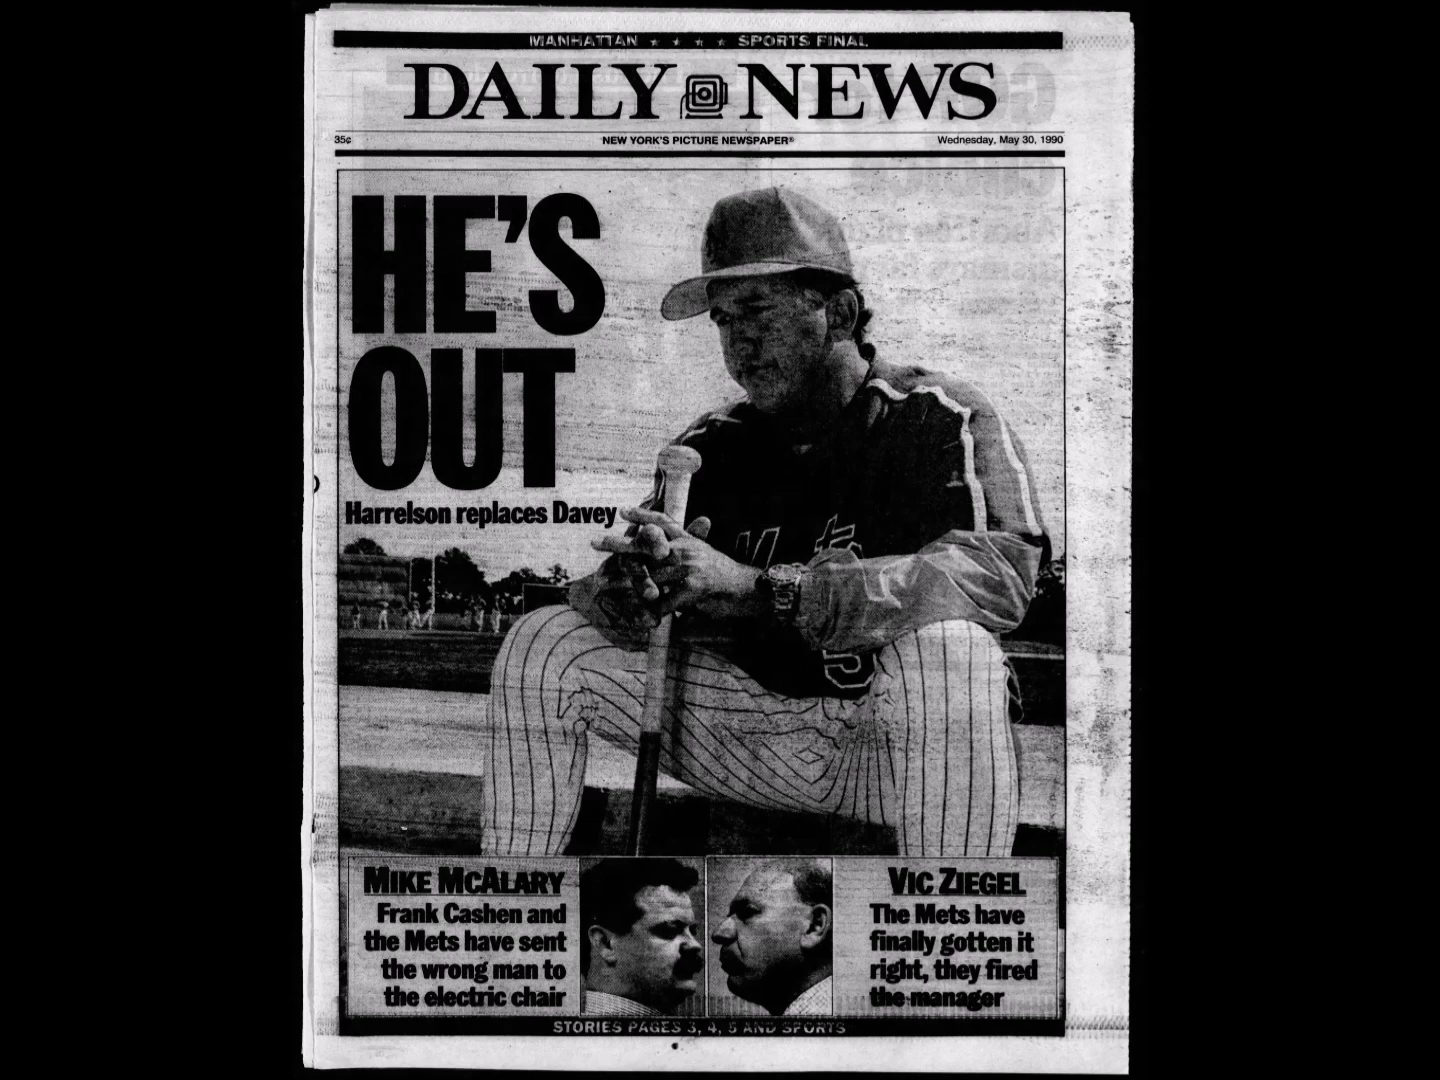 MANHATTAN ★ ★ ★ ★ SPORTS FINAL
DAILY NEWS
35¢
NEW YORK'S PICTURE NEWSPAPER®
Wednesday, May 30, 1990
HE'S
OUT
Harrelson replaces Davey
Mets
5
MIKE MCALARY
Frank Cashen and
the Mets have sent
the wrong man to
the electric chair
VIC ZIEGEL
The Mets have
finally gotten it
right, they fired
the manager
STORIES PAGES 3, 4, 5 AND SPORTS